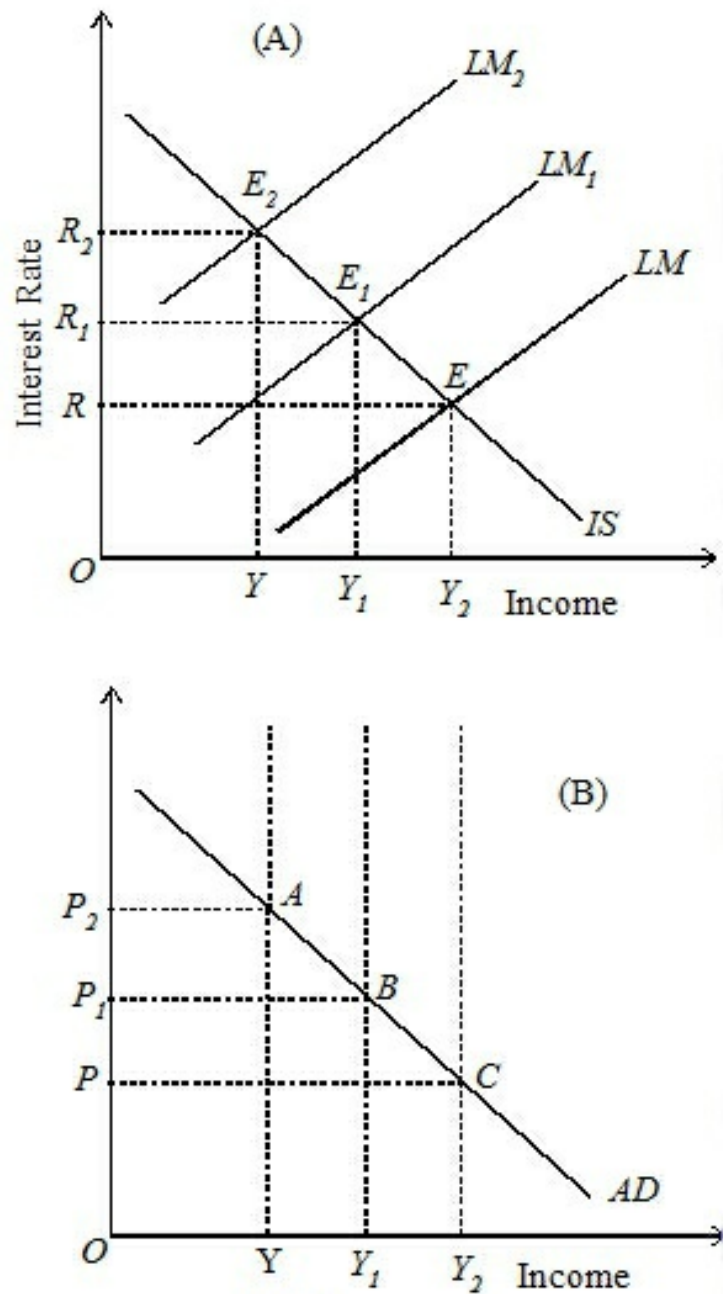 (A)
LM₂
LM₁
E₂
R₂
LM
E₁
R₁
Interest Rate
E
R
IS
O
Y
Y₁
Y₂
Income
(B)
A
P₂
B
P₁
C
P
AD
O
Y
Y₁
Y₂
Income